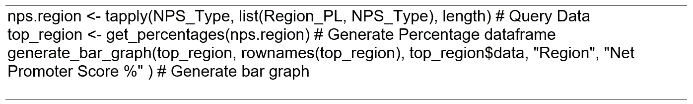 nps.region <- tapply(NPS_Type, list(Region_PL, NPS_Type), length) # Query Data
top_region <- get_percentages(nps.region) # Generate Percentage dataframe
generate_bar_graph(top_region, rownames(top_region), top_region$data, "Region", "Net
Promoter Score %" ) # Generate bar graph